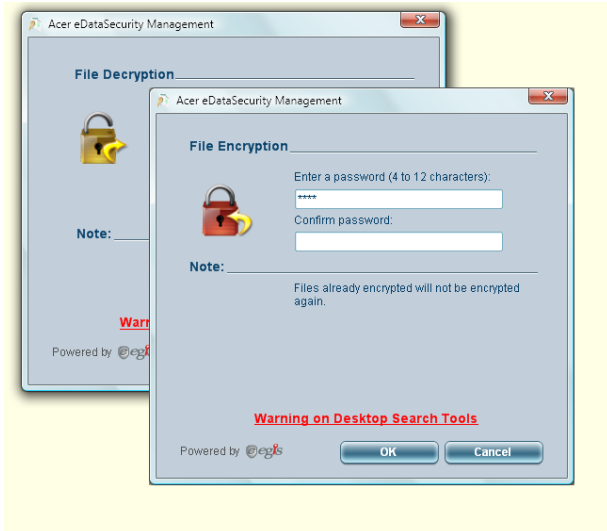 Acer eDataSecurity Management
File Decryption
Note:
Warn
Powered by egi
Acer eDataSecurity Management
File Encryption
Enter a password (4 to 12 characters):
****
Confirm password:
Note:
Files already encrypted will not be encrypted
again.
Warning on Desktop Search Tools
Powered by egis
OK
Cancel